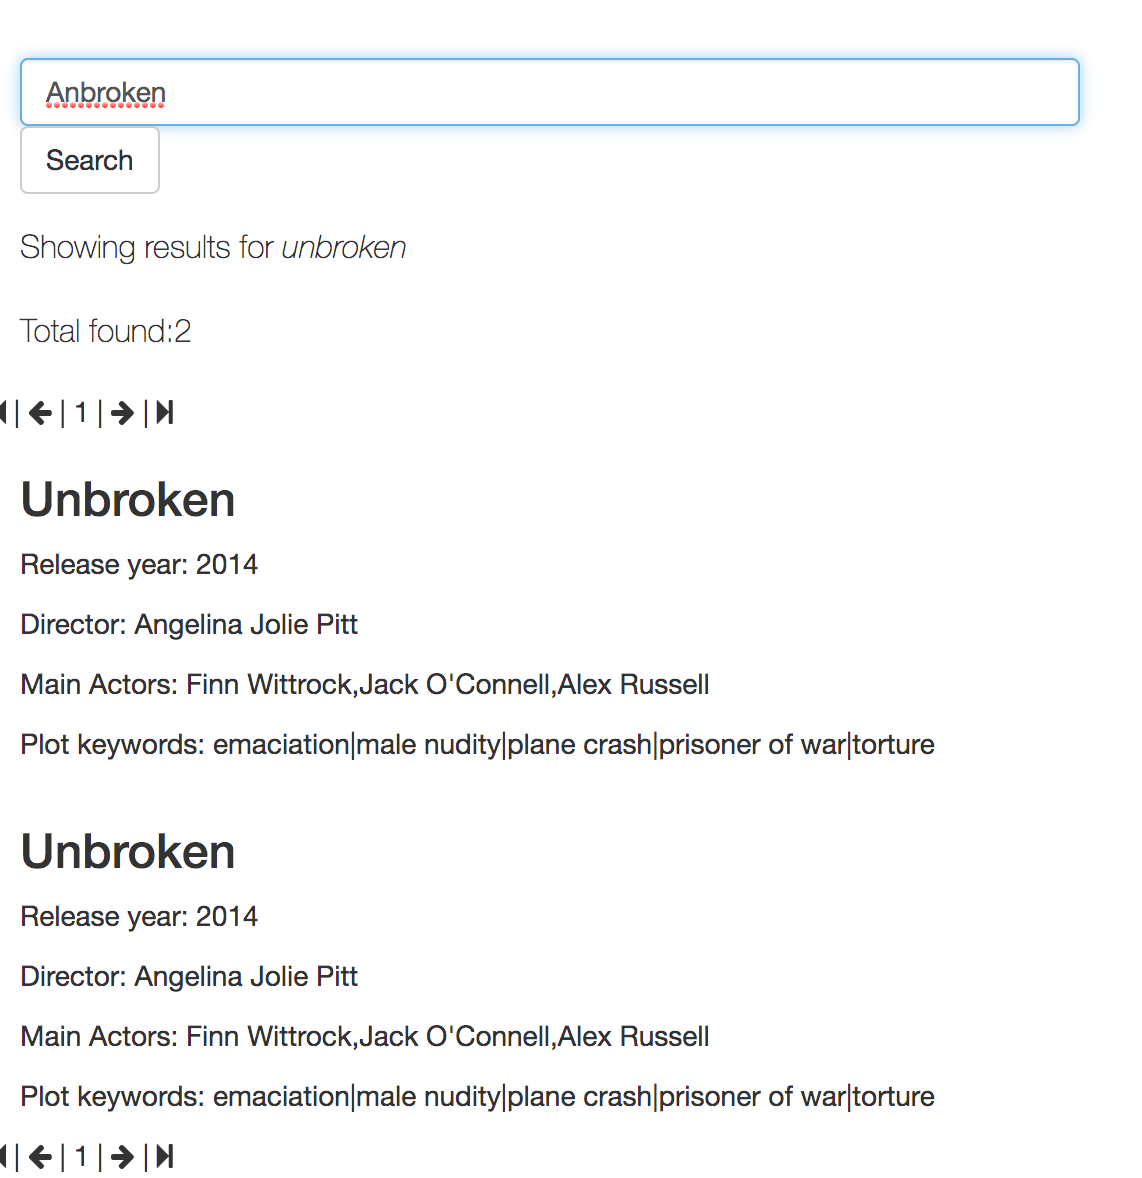 Anbroken
Search
Showing results for unbroken
Total found:2
| 1 | |
Unbroken
Release year: 2014
Director: Angelina Jolie Pitt
Main Actors: Finn Wittrock,Jack O'Connell,Alex Russell
Plot keywords: emaciation|male nudity|plane crash|prisoner of war|torture
Unbroken
Release year: 2014
Director: Angelina Jolie Pitt
Main Actors: Finn Wittrock,Jack O'Connell,Alex Russell
Plot keywords: emaciation|male nudity|plane crash|prisoner of war|torture
| 1 | |